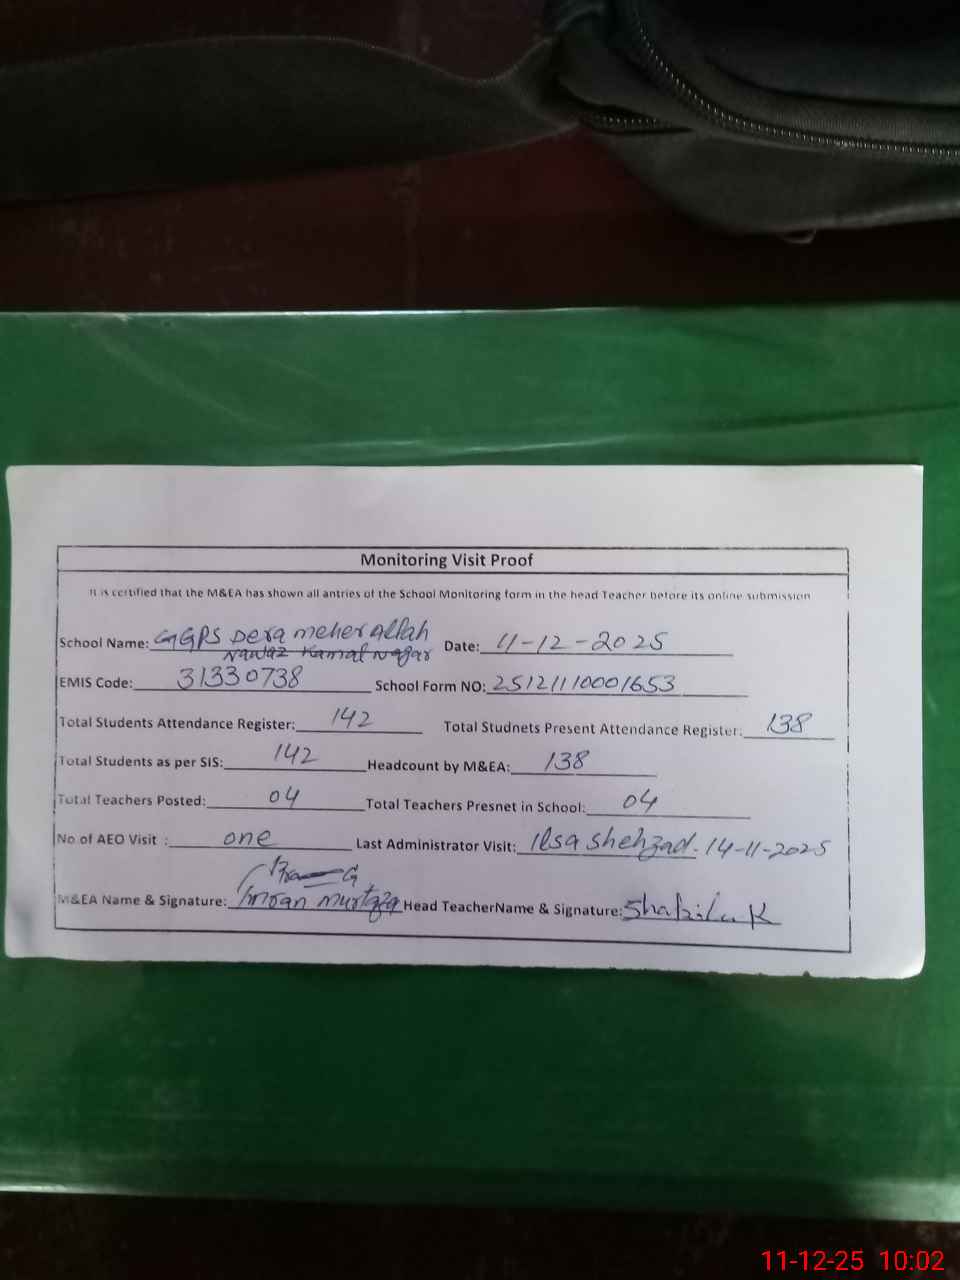 Monitoring Visit Proof
It is certified that the M&EA has shown all antries of the School Monitoring form in the head Teacher before its online submission
School Name: GGPS Dera meher allah Date: 11-12-2025
Nawaz Kamal Nagar
EMIS Code: 31330738 School Form NO: 25121110001653
Total Students Attendance Register: 142 Total Studnets Present Attendance Register: 138
Total Students as per SIS: 142 Headcount by M&EA: 138
Total Teachers Posted: 04 Total Teachers Presnet in School: 04
No of AEO Visit : one Last Administrator Visit: Ilsa Shehzad. 14-11-2025
M&EA Name & Signature: Imran Murtaza Head TeacherName & Signature: Shakila K
11-12-25 10:02